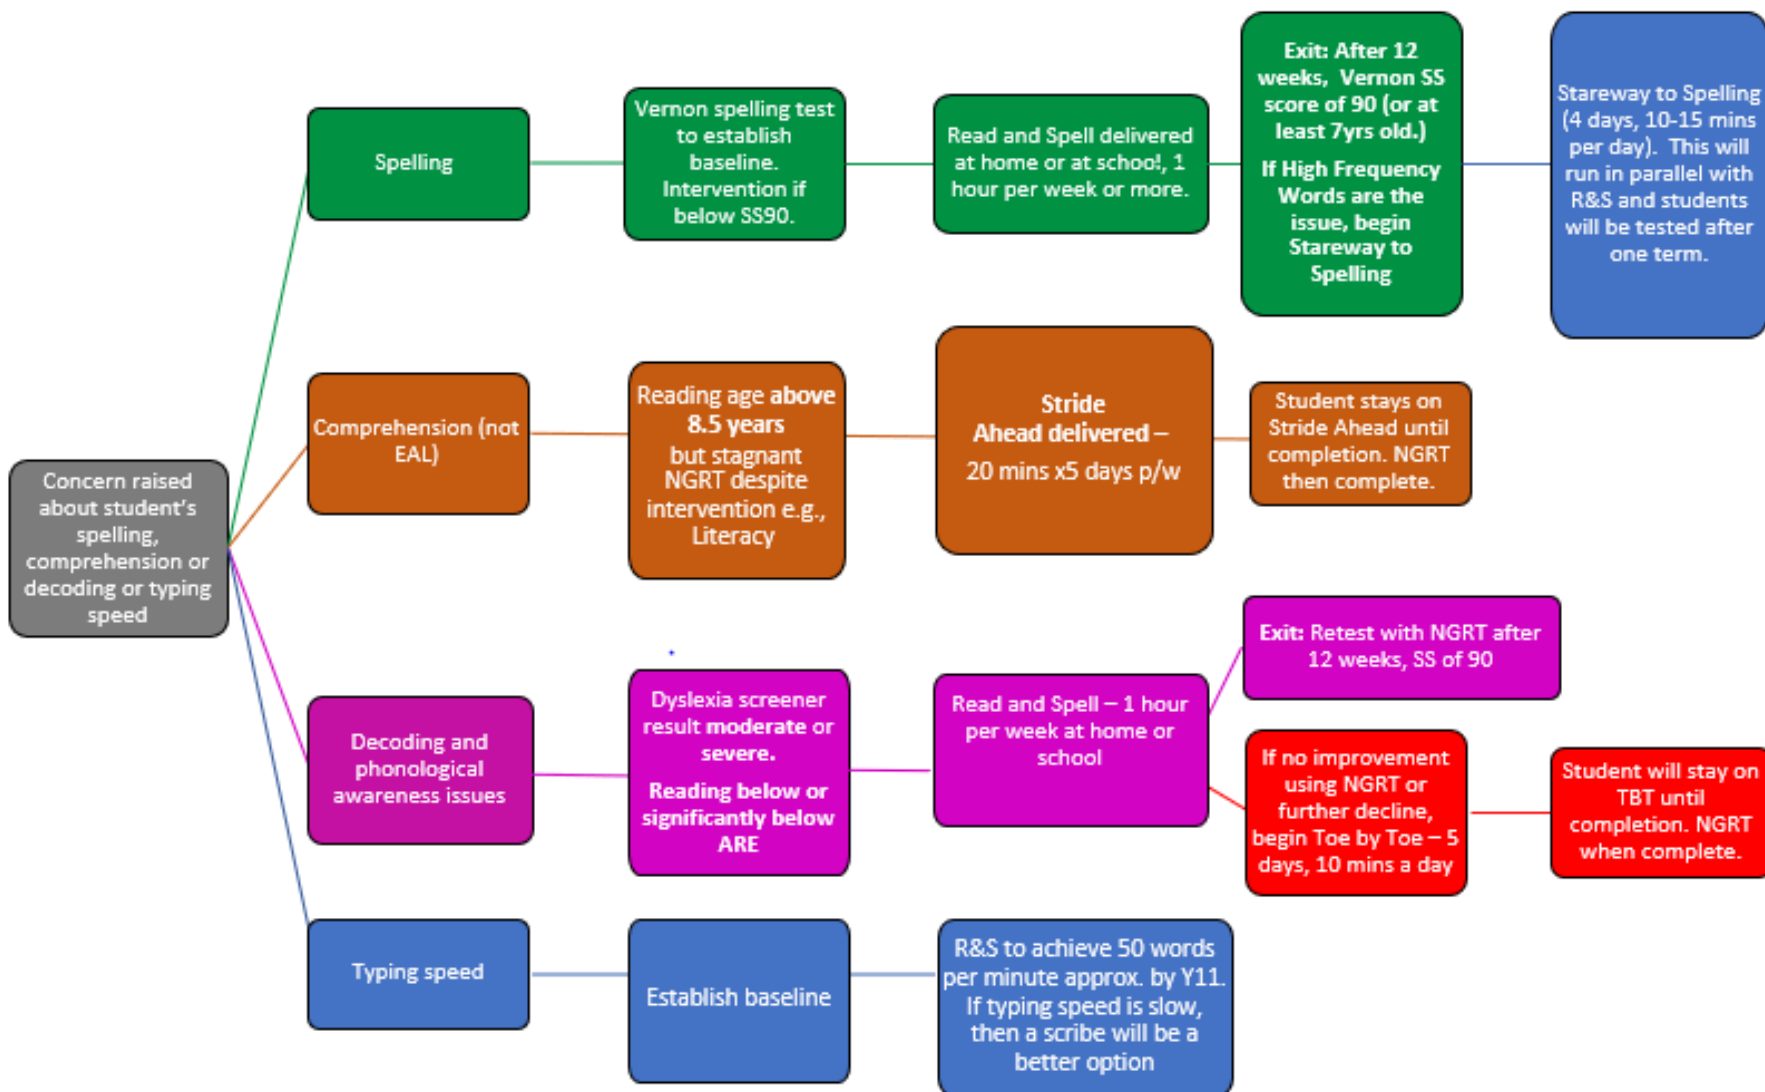 Concern raised
about student's
spelling,
comprehension or
decoding or typing
speed
Spelling
Vernon spelling test
to establish
baseline.
Intervention if
below SS90.
Read and Spell delivered
at home or at school, 1
hour per week or more.
Exit: After 12
weeks, Vernon SS
score of 90 (or at
least 7yrs old.)
If High Frequency
Words are the
issue, begin
Stareway to
Spelling
Stareway to Spelling
(4 days, 10-15 mins
per day). This will
run in parallel with
R&S and students
will be tested after
one term.
Comprehension (not
EAL)
Reading age above
8.5 years
but stagnant
NGRT despite
intervention e.g.,
Literacy
Stride
Ahead delivered –
20 mins x5 days p/w
Student stays on
Stride Ahead until
completion. NGRT
then complete.
Decoding and
phonological
awareness issues
Dyslexia screener
result moderate or
severe.
Reading below or
significantly below
ARE
Read and Spell – 1 hour
per week at home or
school
Exit: Retest with NGRT after
12 weeks, SS of 90
If no improvement
using NGRT or
further decline,
begin Toe by Toe – 5
days, 10 mins a day
Student will stay on
TBT until
completion. NGRT
when complete.
Typing speed
Establish baseline
R&S to achieve 50 words
per minute approx. by Y11.
If typing speed is slow,
then a scribe will be a
better option